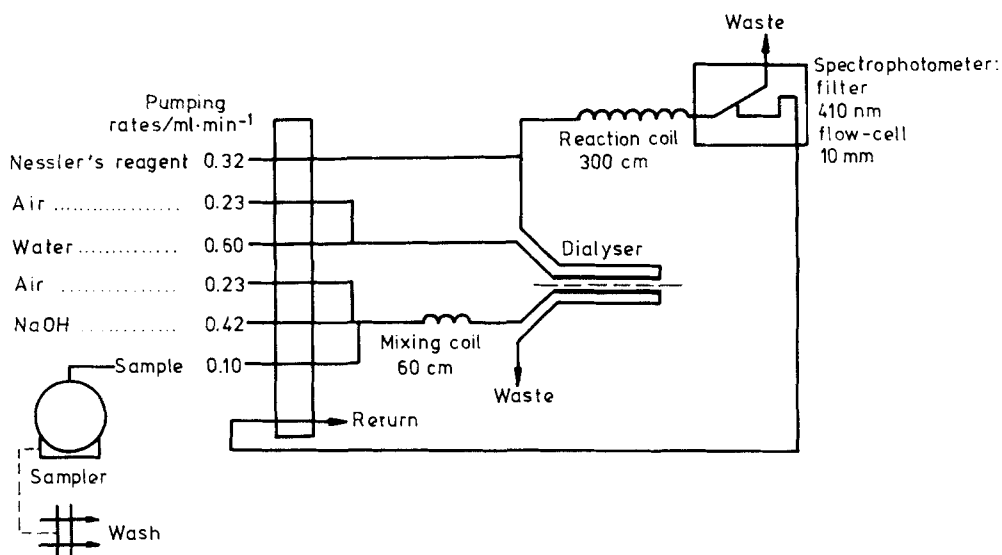 Waste
Spectrophotometer:
filter
410 nm
flow-cell
10 mm
Pumping
rates/ml·min⁻¹
Reaction coil
300 cm
Nessler's reagent 0.32
Air .................. 0.23
Water ............. 0.60
Dialyser
Air .............. 0.23
NaOH ............ 0.42
Mixing coil
60 cm
Sample 0.10
Waste
Return
Sampler
Wash